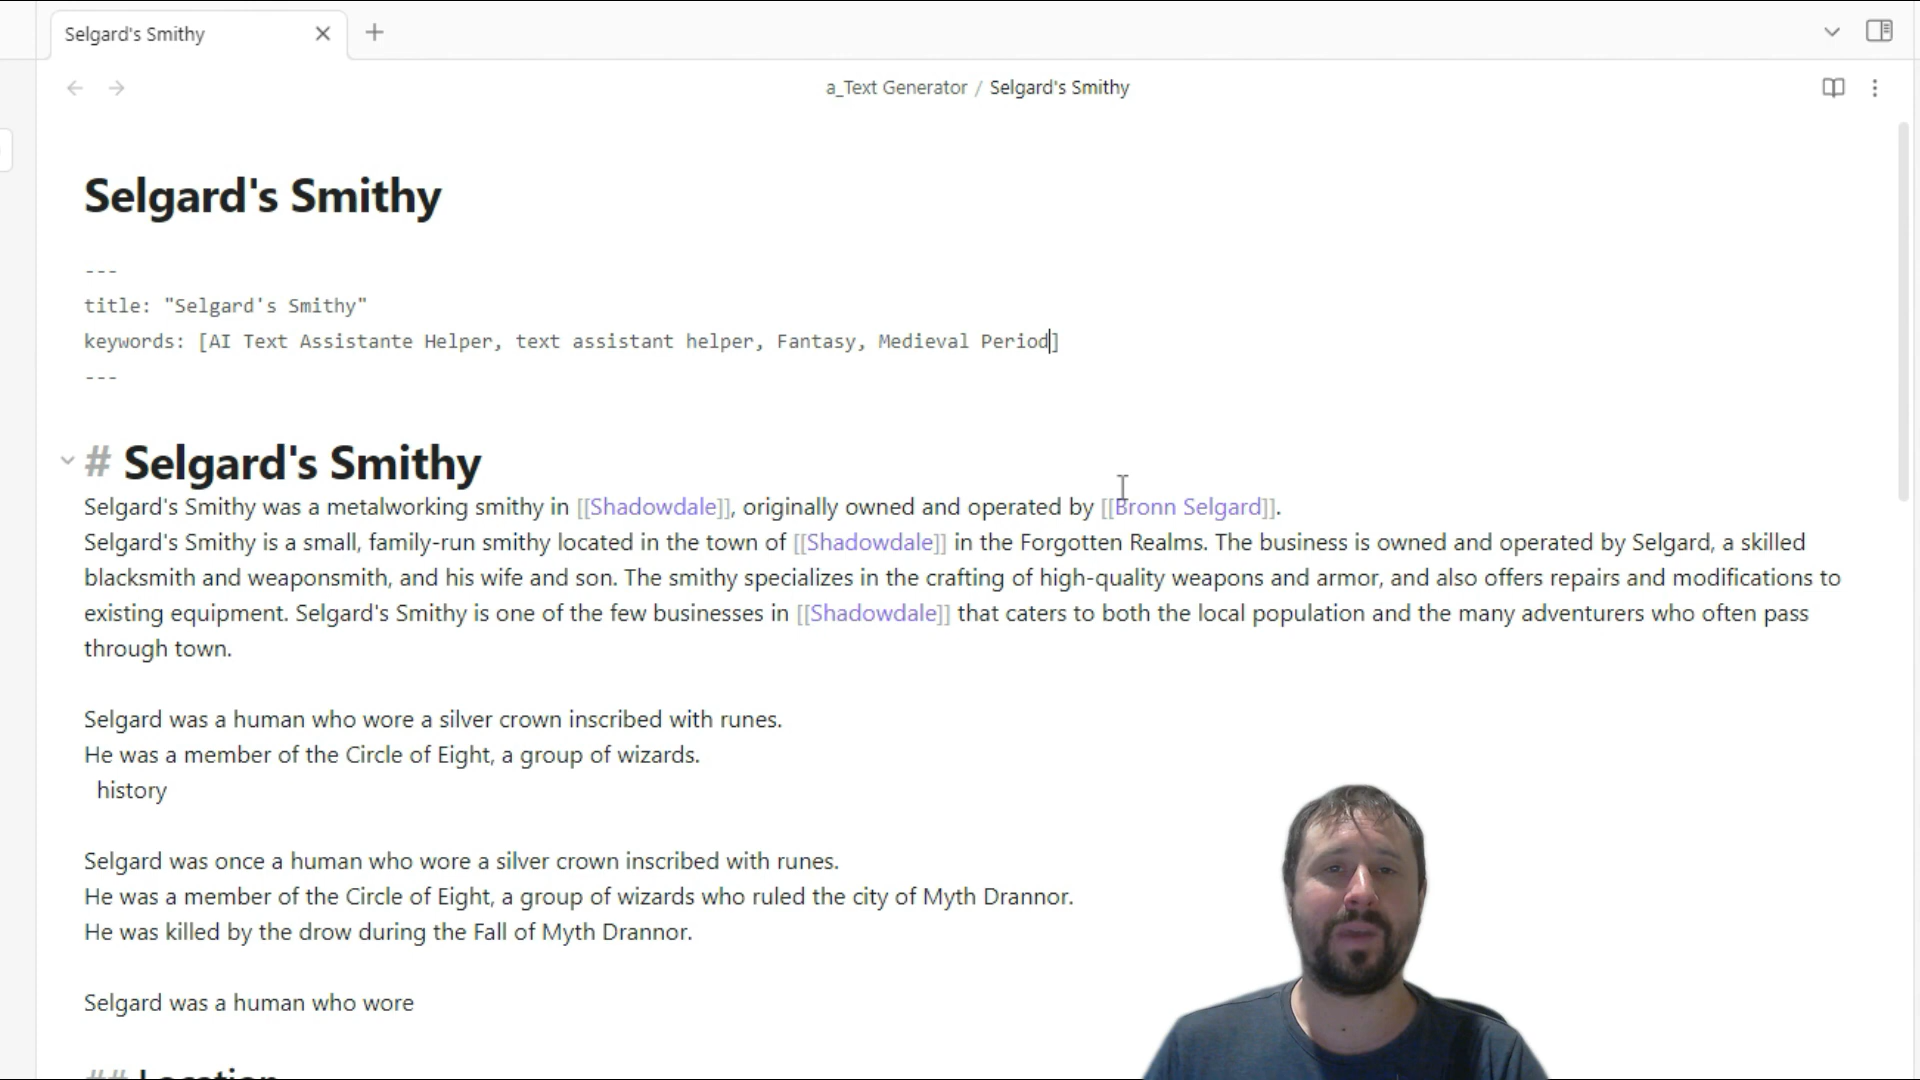 Selgard's Smithy
a_Text Generator / Selgard's Smithy
Selgard's Smithy
---
title: "Selgard's Smithy"
keywords: [AI Text Assistante Helper, text assistant helper, Fantasy, Medieval Period]
---
# Selgard's Smithy
Selgard's Smithy was a metalworking smithy in [[Shadowdale]], originally owned and operated by [[Bronn Selgard]].
Selgard's Smithy is a small, family-run smithy located in the town of [[Shadowdale]] in the Forgotten Realms. The business is owned and operated by Selgard, a skilled
blacksmith and weaponsmith, and his wife and son. The smithy specializes in the crafting of high-quality weapons and armor, and also offers repairs and modifications to
existing equipment. Selgard's Smithy is one of the few businesses in [[Shadowdale]] that caters to both the local population and the many adventurers who often pass
through town.
Selgard was a human who wore a silver crown inscribed with runes.
He was a member of the Circle of Eight, a group of wizards.
history
Selgard was once a human who wore a silver crown inscribed with runes.
He was a member of the Circle of Eight, a group of wizards who ruled the city of Myth Drannor.
He was killed by the drow during the Fall of Myth Drannor.
Selgard was a human who wore
## Location